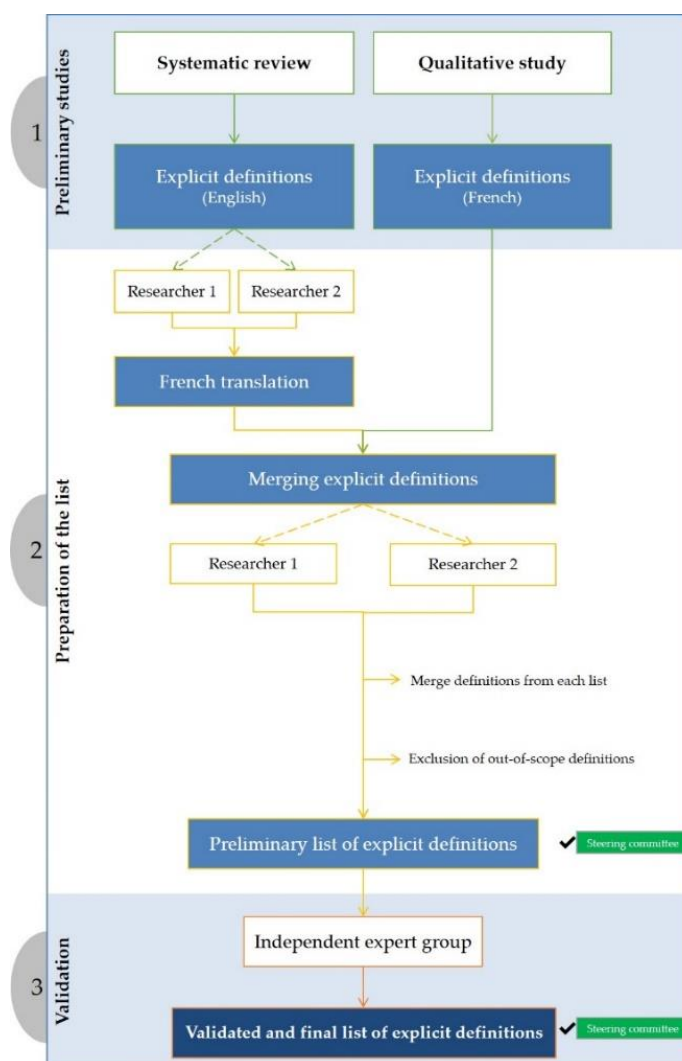 1
Preliminary studies
Systematic review
Qualitative study
Explicit definitions
(English)
Explicit definitions
(French)
2
Preparation of the list
Researcher 1
Researcher 2
French translation
Merging explicit definitions
Researcher 1
Researcher 2
Merge definitions from each list
Exclusion of out-of-scope definitions
Preliminary list of explicit definitions
Steering committee
3
Validation
Independent expert group
Validated and final list of explicit definitions
Steering committee